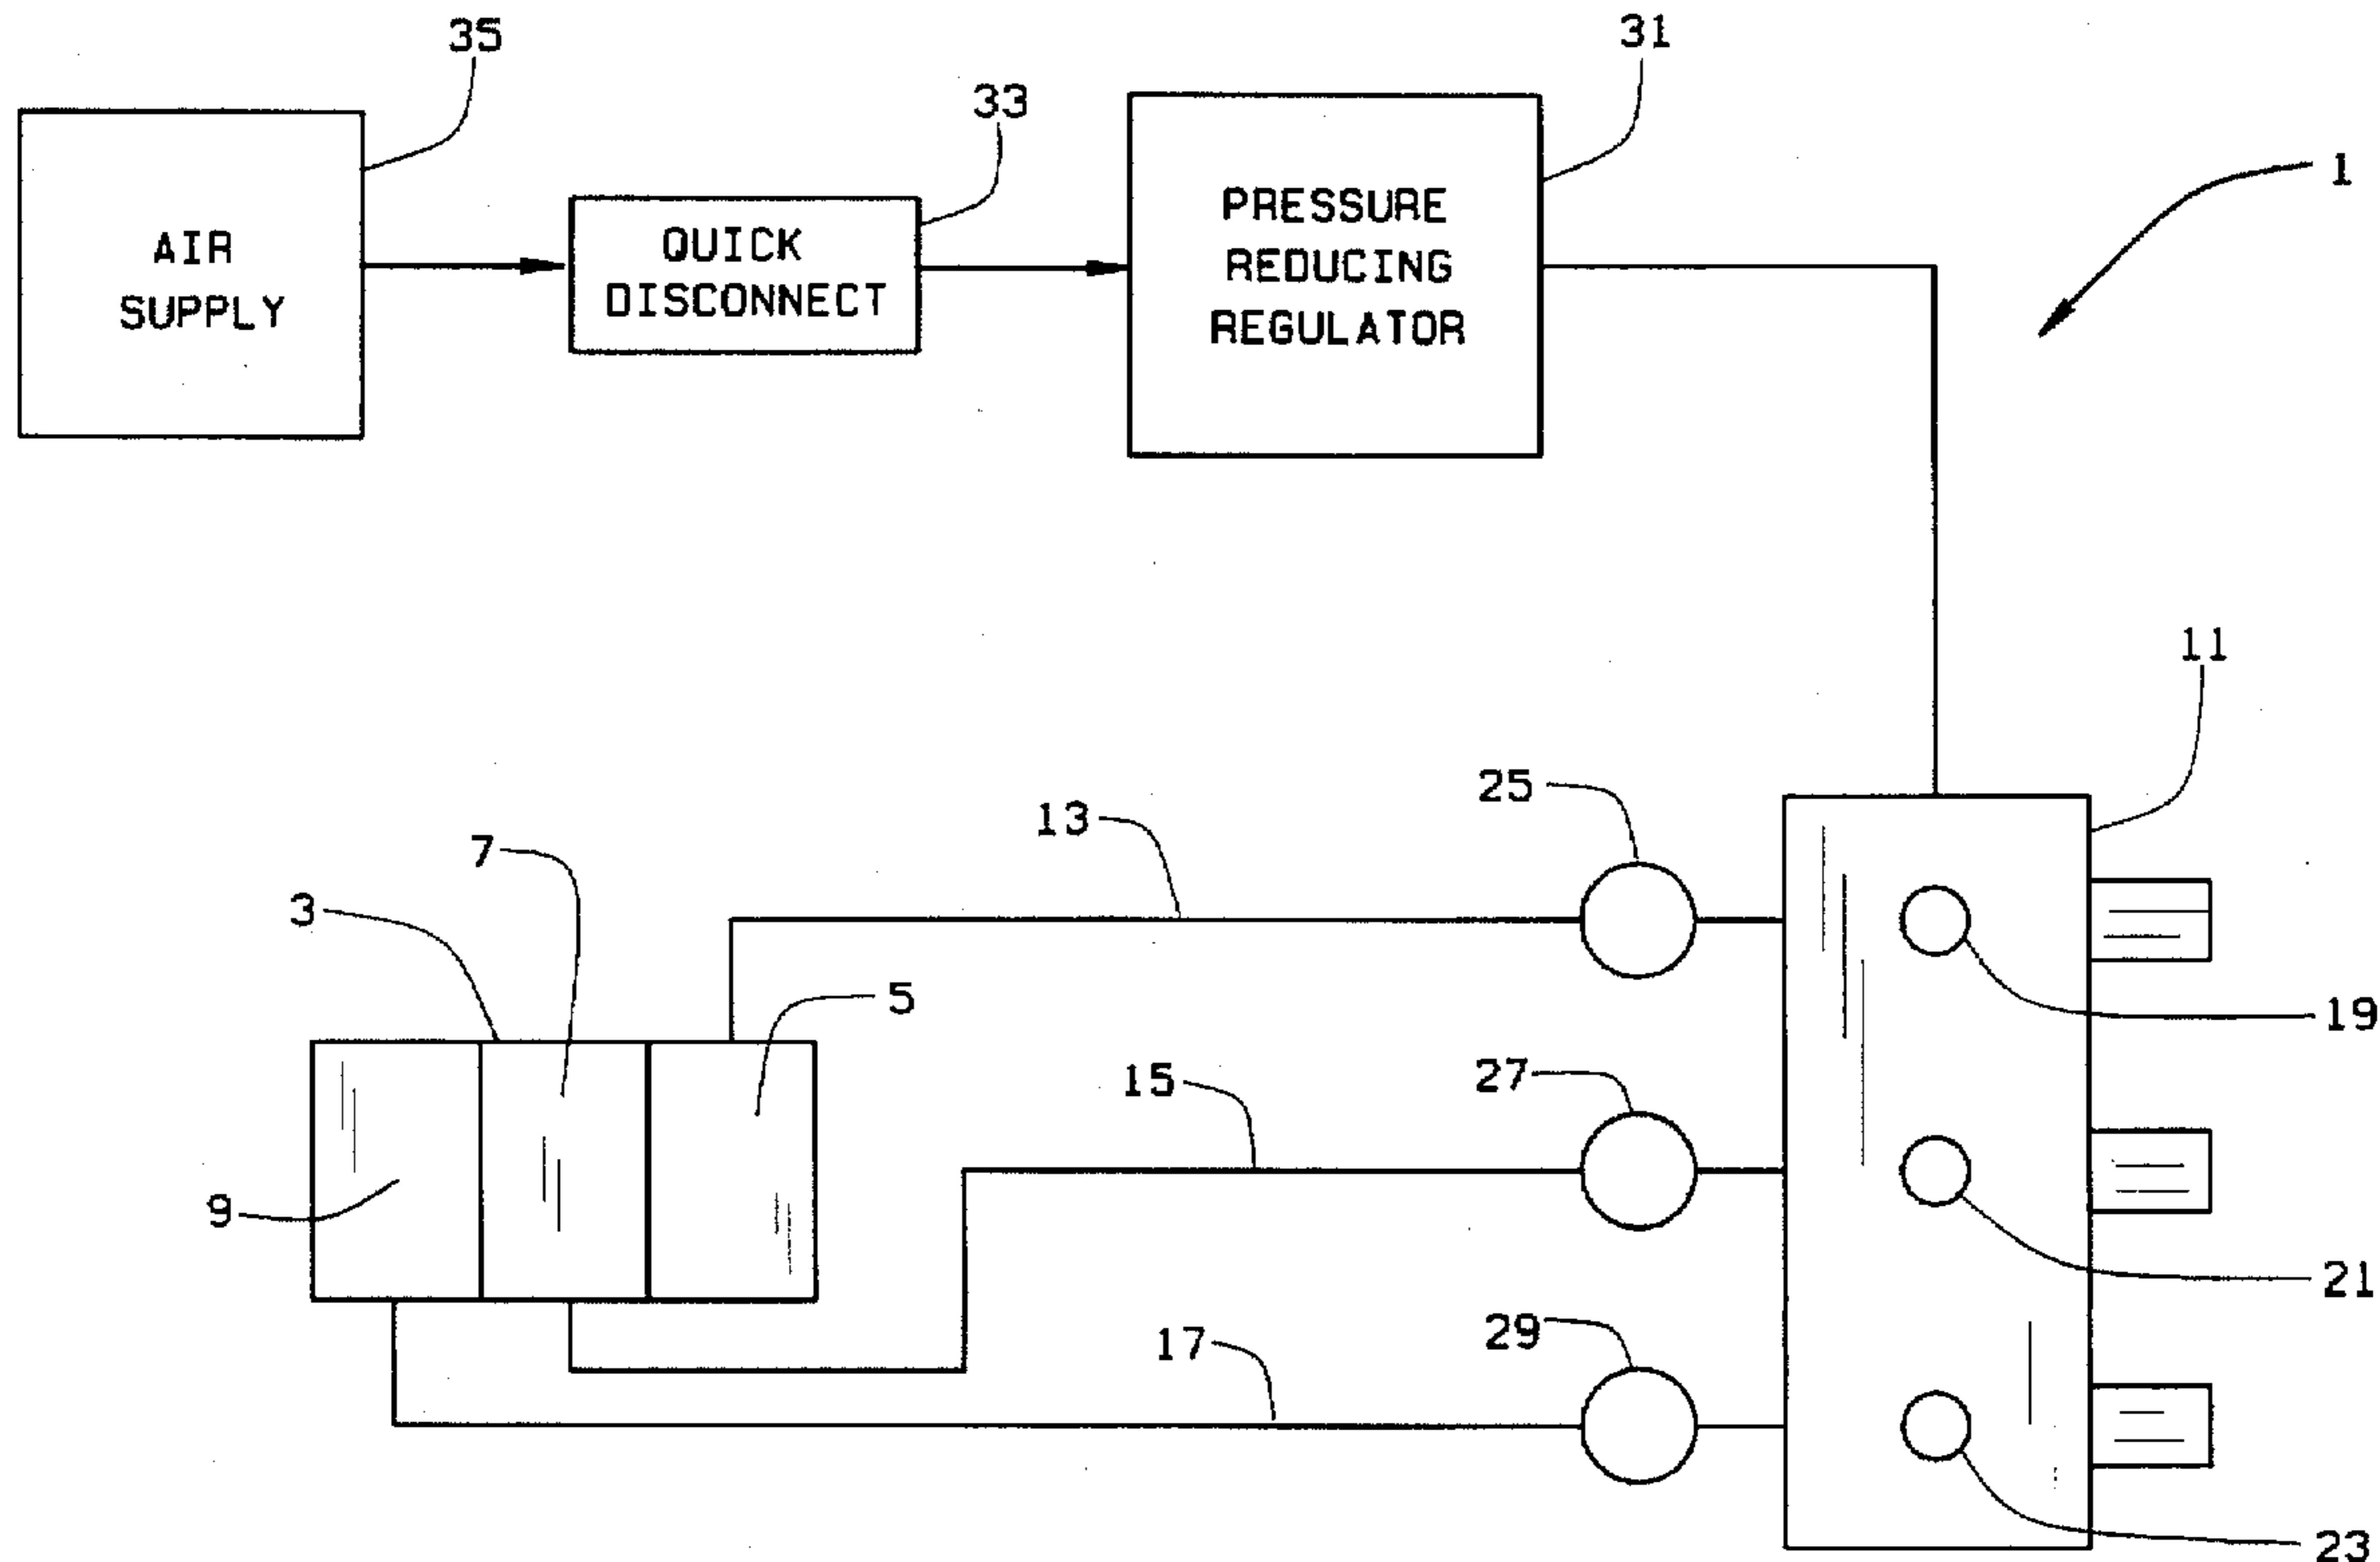 35
31
33
1
AIR
SUPPLY
QUICK
DISCONNECT
PRESSURE
REDUCING
REGULATOR
11
25
13
7
3
5
19
15
27
9
21
29
17
23